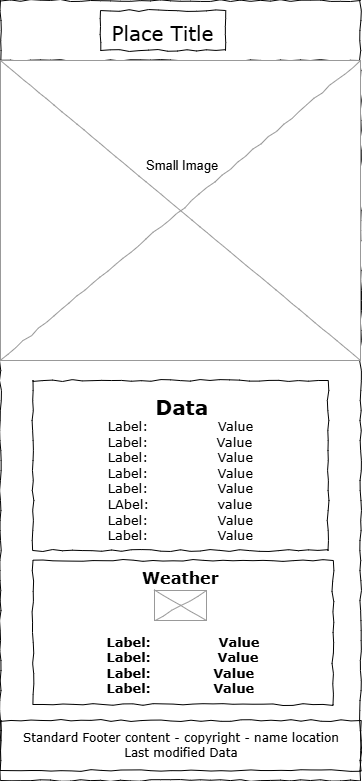 Place Title
Small Image
Data
Label: Value
Label: Value
Label: Value
Label: Value
Label: Value
LAbel: value
Label: Value
Label: Value
Weather
Label: Value
Label: Value
Label: Value
Label: Value
Standard Footer content - copyright - name location
Last modified Data